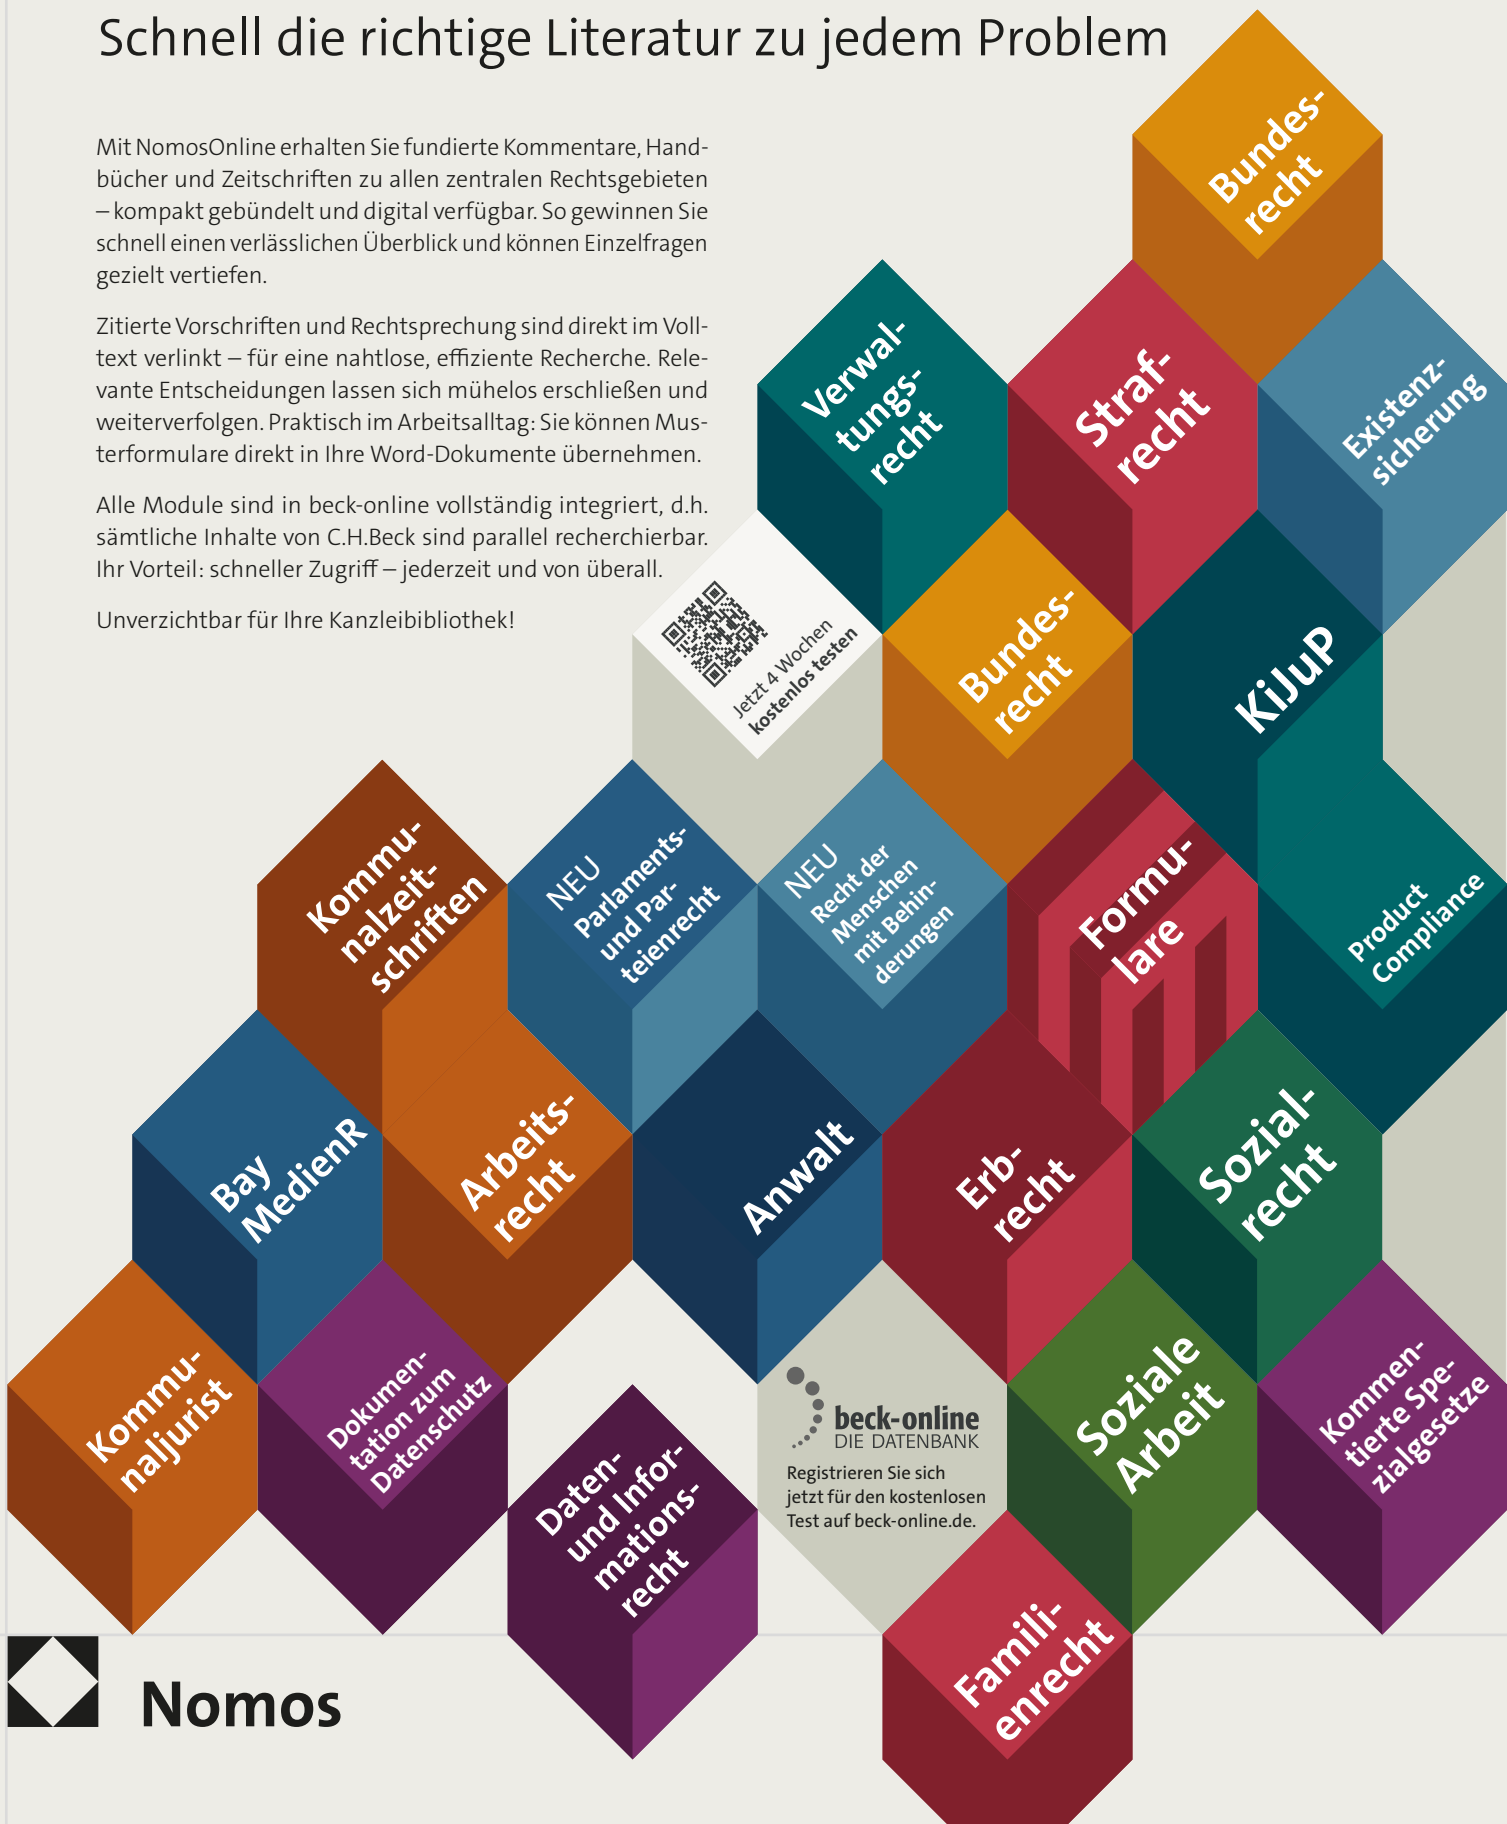 Schnell die richtige Literatur zu jedem Problem
Mit NomosOnline erhalten Sie fundierte Kommentare, Hand-
bücher und Zeitschriften zu allen zentralen Rechtsgebieten
– kompakt gebündelt und digital verfügbar. So gewinnen Sie
schnell einen verlässlichen Überblick und können Einzelfragen
gezielt vertiefen.
Zitierte Vorschriften und Rechtsprechung sind direkt im Voll-
text verlinkt – für eine nahtlose, effiziente Recherche. Rele-
vante Entscheidungen lassen sich mühelos erschließen und
weiterverfolgen. Praktisch im Arbeitsalltag: Sie können Mus-
terformulare direkt in Ihre Word-Dokumente übernehmen.
Alle Module sind in beck-online vollständig integriert, d.h.
sämtliche Inhalte von C.H.Beck sind parallel recherchierbar.
Ihr Vorteil: schneller Zugriff – jederzeit und von überall.
Unverzichtbar für Ihre Kanzleibibliothek!
Bundes-
recht
Verwal-
tungs-
recht
Straf-
recht
Existenz-
sicherung
Jetzt 4 Wochen
kostenlos testen
Bundes-
recht
KiJuP
Kommu-
nalzeit-
schriften
NEU
Parlaments-
und Par-
teienrecht
NEU
Recht der
Menschen
mit Behin-
derungen
Formu-
lare
Product
Compliance
Bay
MedienR
Arbeits-
recht
Anwalt
Erb-
recht
Sozial-
recht
Kommu-
naljurist
Dokumen-
tation zum
Datenschutz
Daten-
und Infor-
mations-
recht
beck-online
DIE DATENBANK
Registrieren Sie sich
jetzt für den kostenlosen
Test auf beck-online.de.
Soziale
Arbeit
Kommen-
tierte Spe-
zialgesetze
Famili-
enrecht
Nomos